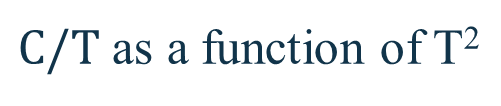 C/T as a function of T²